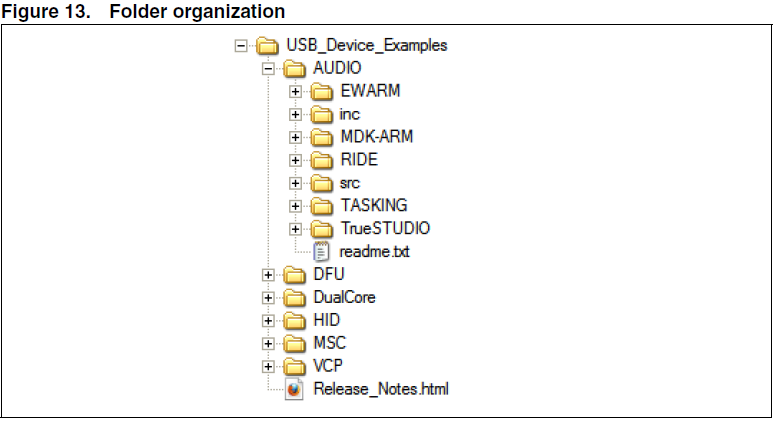 Figure 13. Folder organization
USB_Device_Examples
AUDIO
EWARM
inc
MDK-ARM
RIDE
src
TASKING
TrueSTUDIO
readme.txt
DFU
DualCore
HID
MSC
VCP
Release_Notes.html